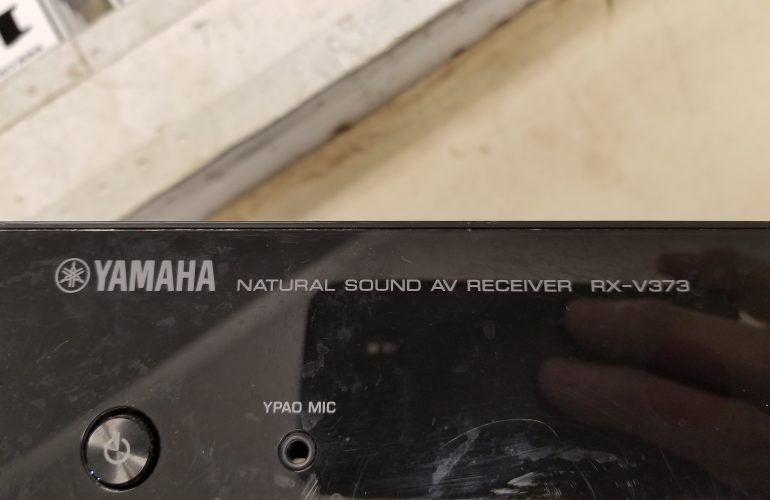 YAMAHA NATURAL SOUND AV RECEIVER RX-V373
YPAO MIC